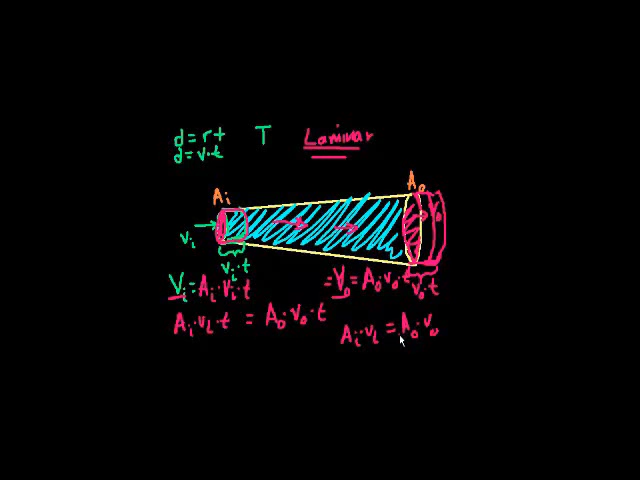 d = rt T Laminar
d = v·t
Ai Ao
vi
vi·t
Vi = Ai·vi·t = Vo = Ao·vo·t
vo·t
Ai·vi·t = Ao·vo·t
Ai·vi = Ao·vo